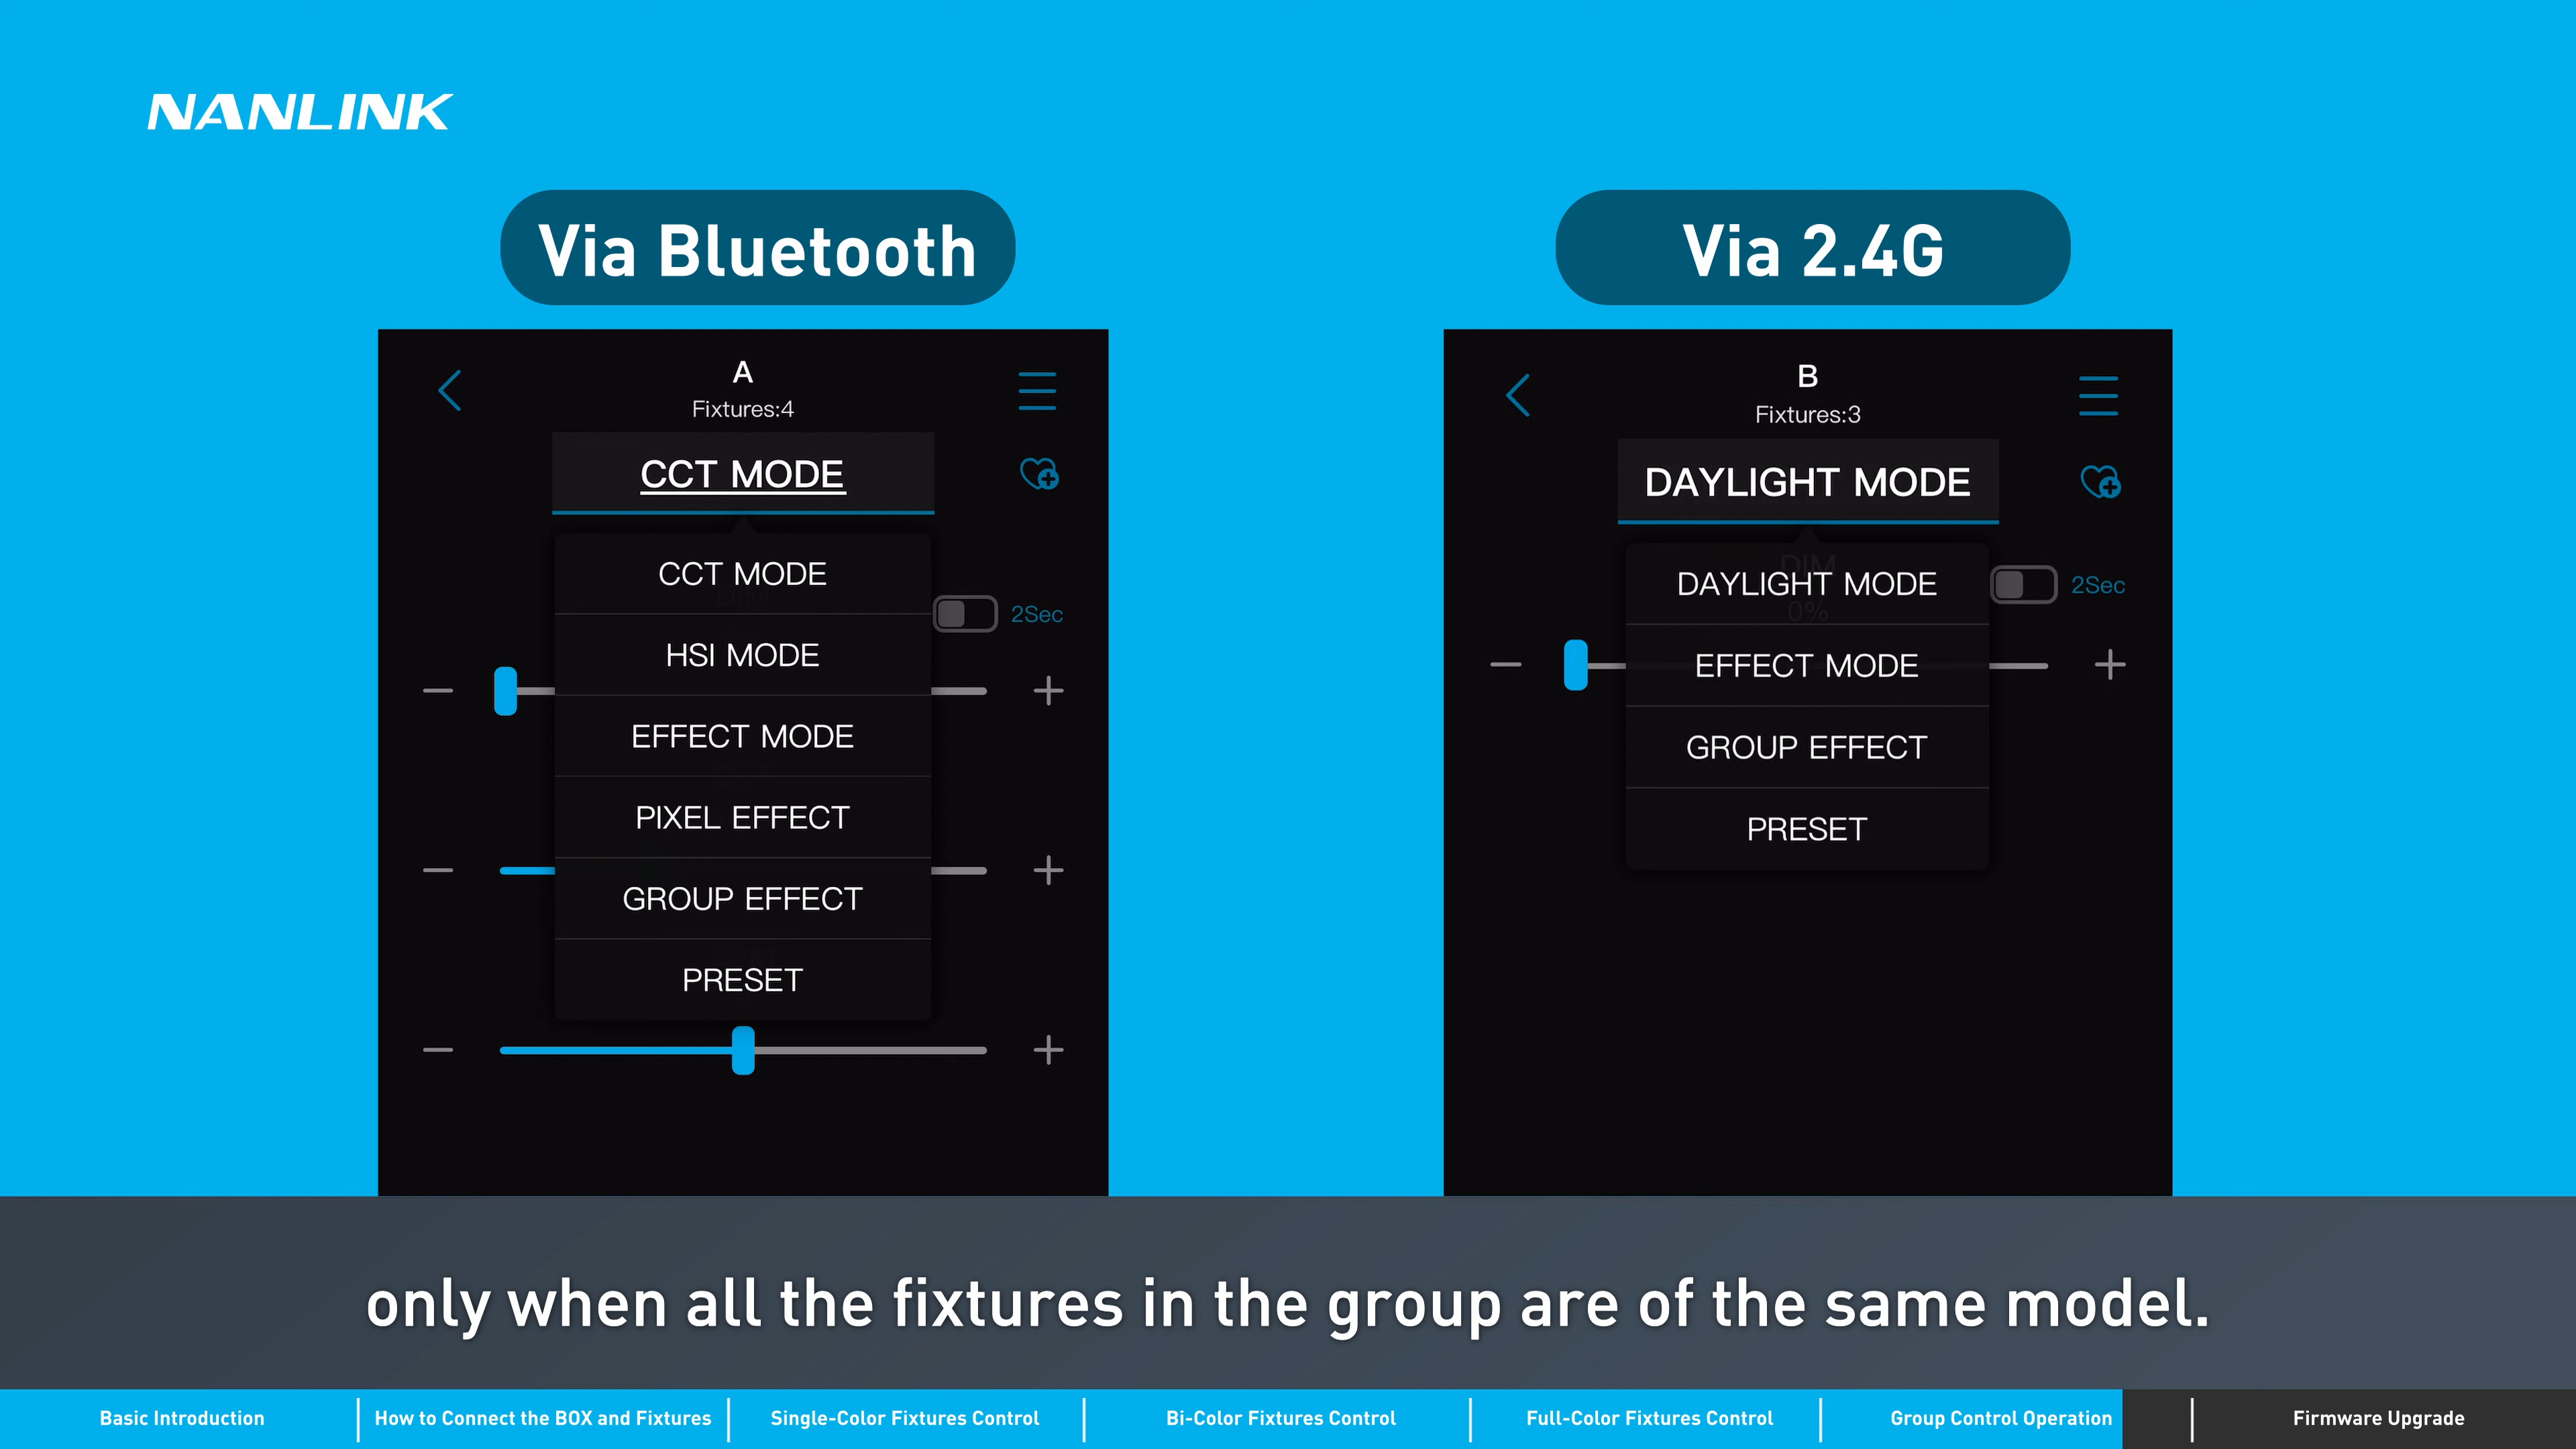 NANLINK
Via Bluetooth
A
Fixtures:4
CCT MODE
CCT MODE
2Sec
HSI MODE
EFFECT MODE
PIXEL EFFECT
GROUP EFFECT
PRESET
Via 2.4G
B
Fixtures:3
DAYLIGHT MODE
DIM
DAYLIGHT MODE
2Sec
0%
EFFECT MODE
GROUP EFFECT
PRESET
only when all the fixtures in the group are of the same model.
Basic Introduction
How to Connect the BOX and Fixtures
Single-Color Fixtures Control
Bi-Color Fixtures Control
Full-Color Fixtures Control
Group Control Operation
Firmware Upgrade